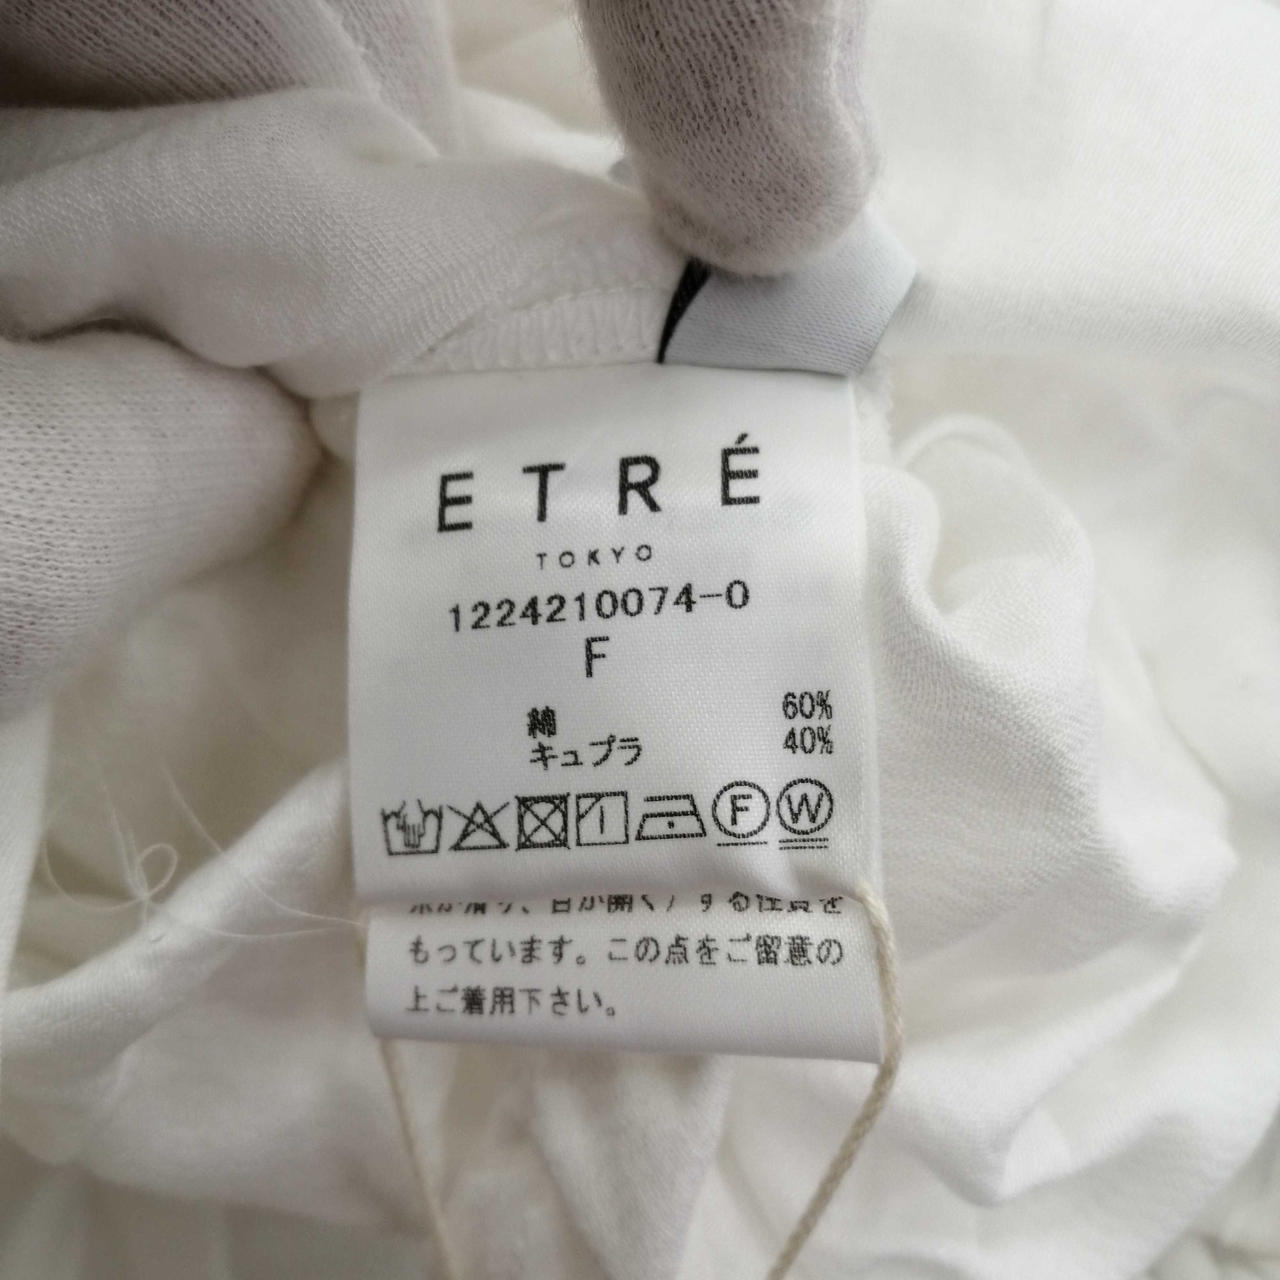 ETRÉ
TOKYO
1224210074-0
F
綿 60%
キュプラ 40%
F W
もっています。この点をご留意の
上ご着用下さい。